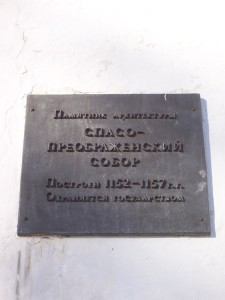 Памятник архитектуры
СПАСО-
ПРЕОБРАЖЕНСКИЙ
СОБОР
Построен 1152-1157 г.г.
Охраняется государством